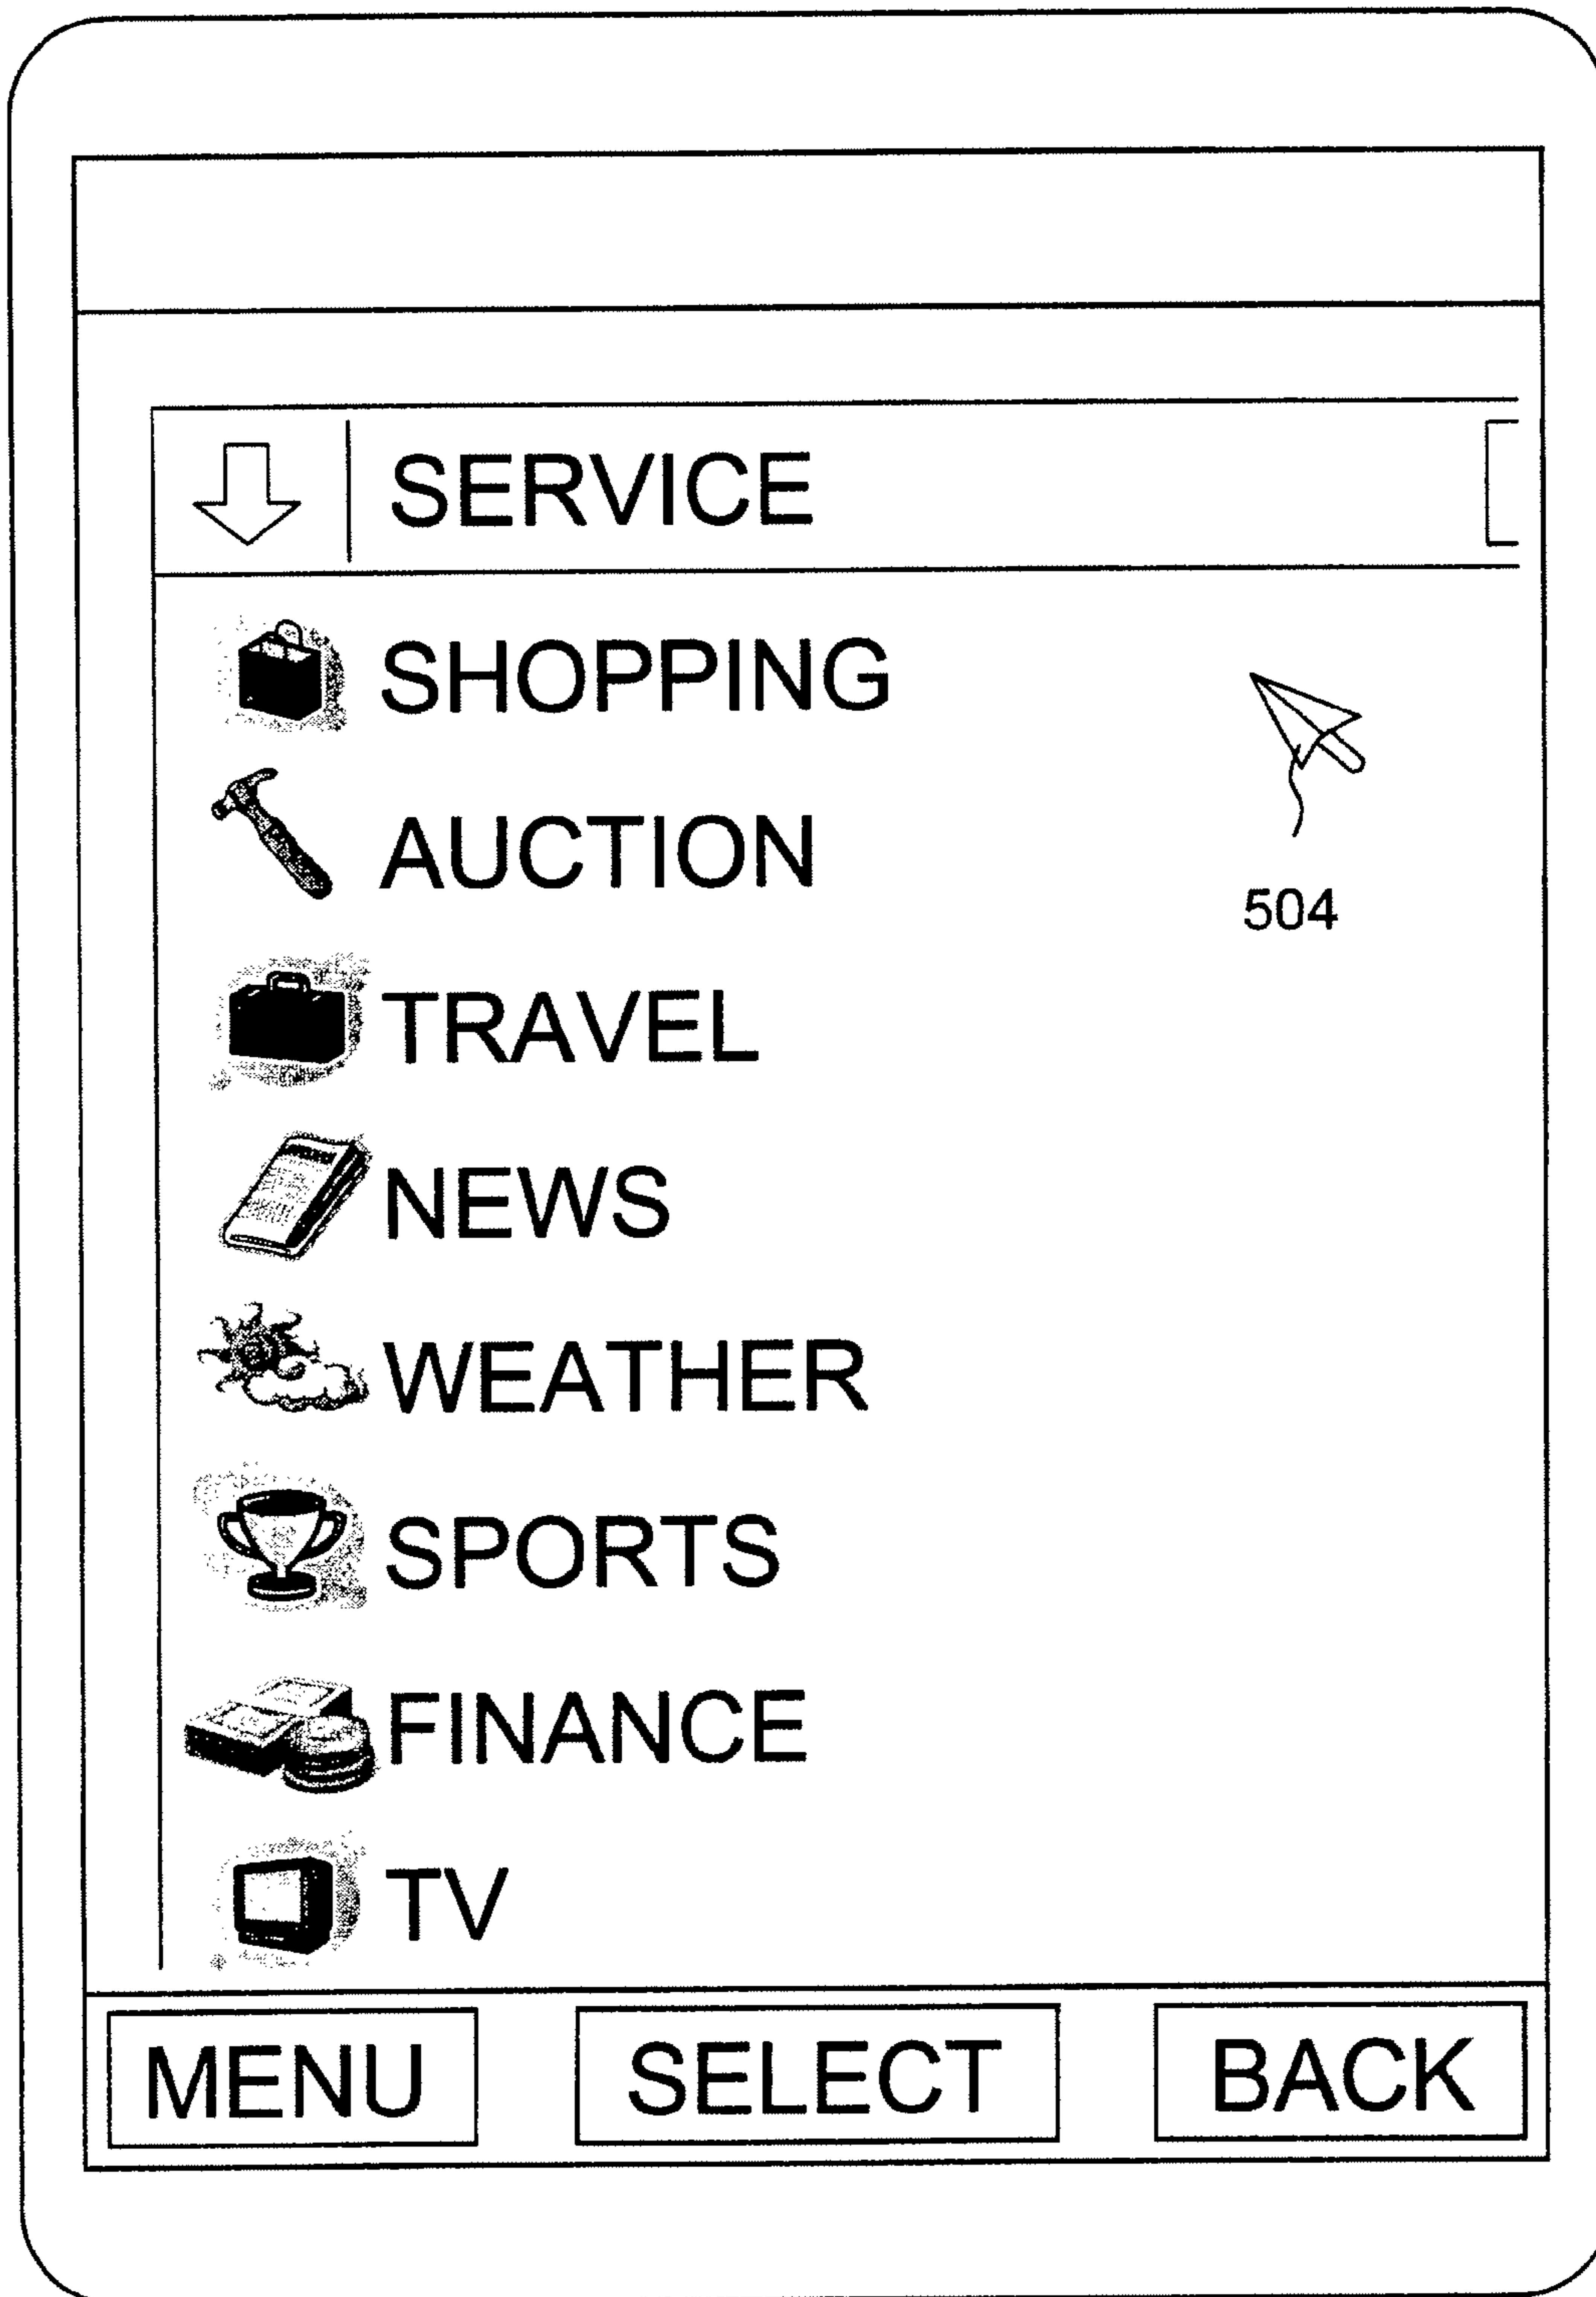 SERVICE
SHOPPING
AUCTION
504
TRAVEL
NEWS
WEATHER
SPORTS
FINANCE
TV
MENU SELECT BACK